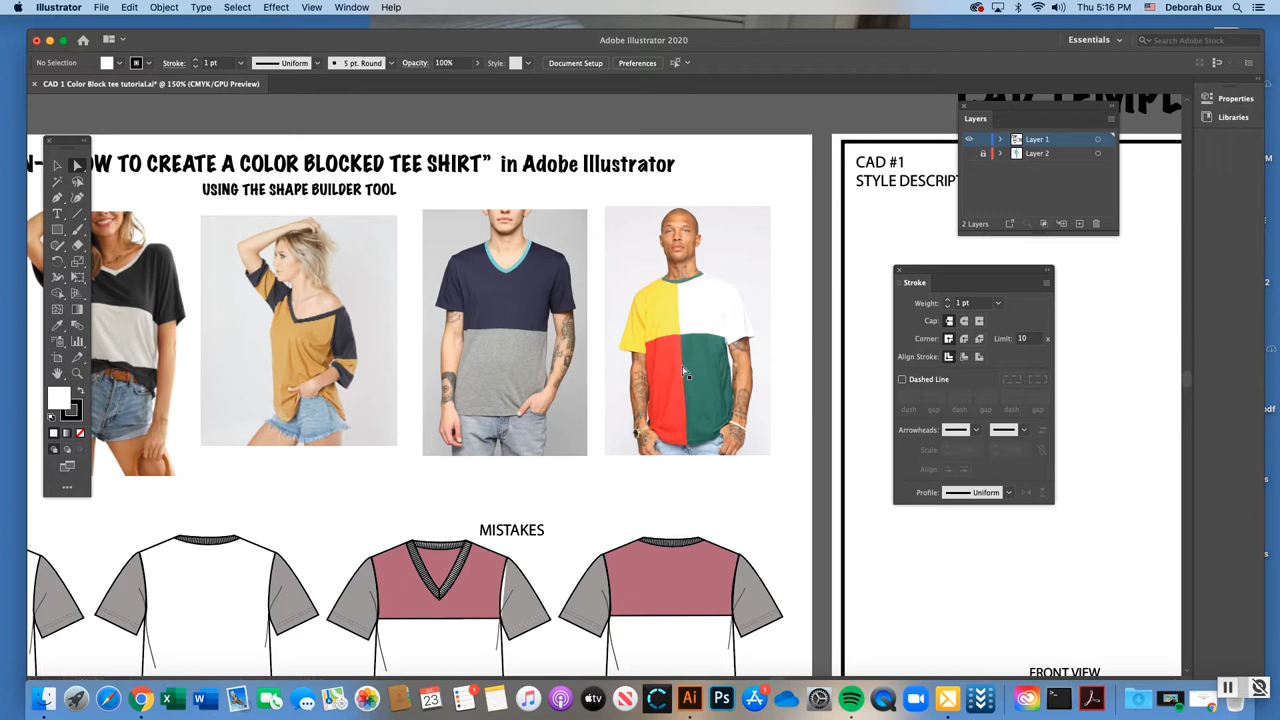 Illustrator File Edit Object Type Select Effect View Window Help Thu 5:16 PM Deborah Bux
Adobe Illustrator 2020 Essentials Search Adobe Stock
No Selection Stroke: 1 pt Uniform 5 pt. Round Opacity: 100% Style: Document Setup Preferences
CAD 1 Color Block tee tutorial.ai* @ 150% (CMYK/GPU Preview)
Properties
Libraries
Layers
Layer 1
Layer 2
2 Layers
HOW TO CREATE A COLOR BLOCKED TEE SHIRT" in Adobe Illustrator
USING THE SHAPE BUILDER TOOL
CAD #1
STYLE DESCRIPT
Stroke
Weight: 1 pt
Cap:
Corner: Limit: 10 x
Align Stroke:
Dashed Line
dash gap dash gap dash gap
Arrowheads:
Scale:
Align:
Profile: Uniform
MISTAKES
FRONT VIEW